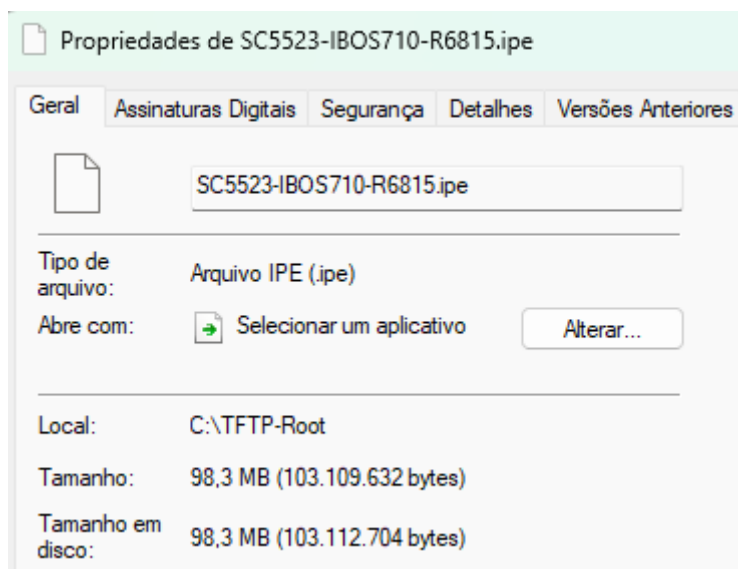 Propriedades de SC5523-IBOS710-R6815.ipe
Geral Assinaturas Digitais Segurança Detalhes Versões Anteriores
SC5523-IBOS710-R6815.ipe
Tipo de arquivo: Arquivo IPE (.ipe)
Abre com: Selecionar um aplicativo Alterar...
Local: C:\TFTP-Root
Tamanho: 98,3 MB (103.109.632 bytes)
Tamanho em disco: 98,3 MB (103.112.704 bytes)